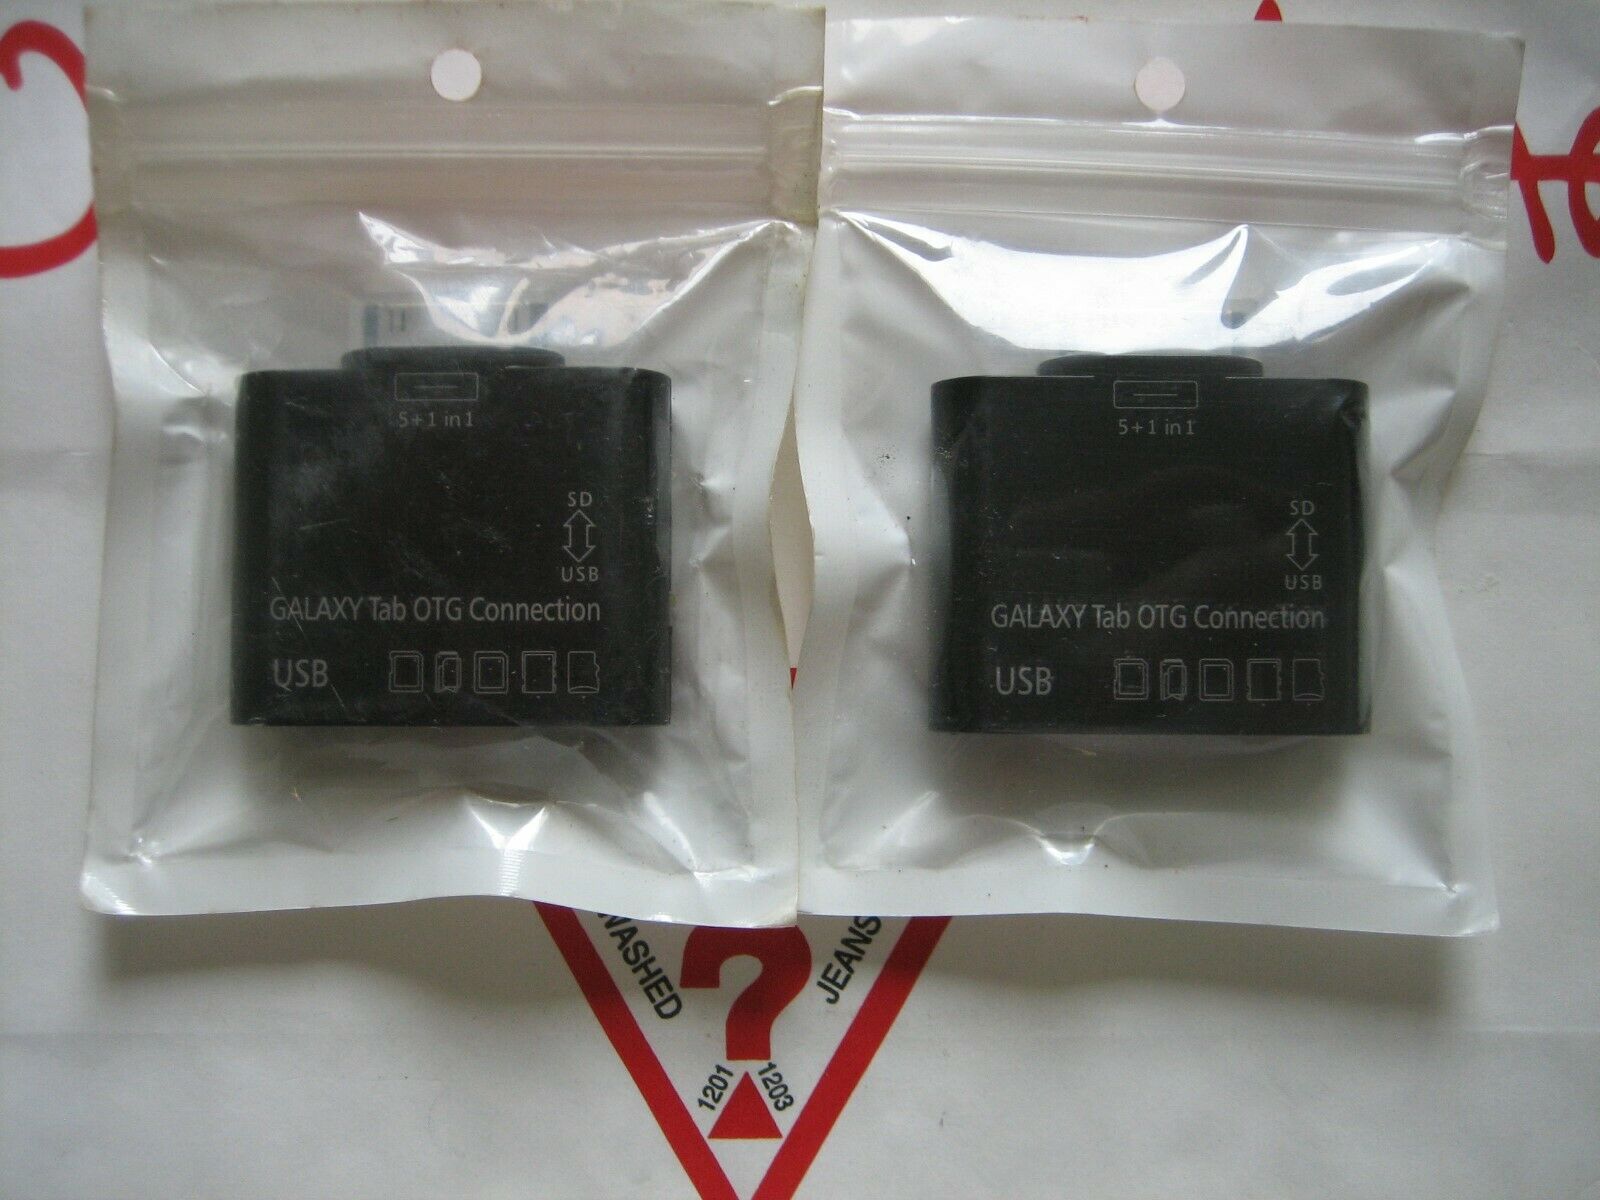 5+1 in 1
SD
USB
GALAXY Tab OTG Connection
USB
5+1 in 1
SD
USB
GALAXY Tab OTG Connection
USB
WASHED
?
JEANS
1201
1203